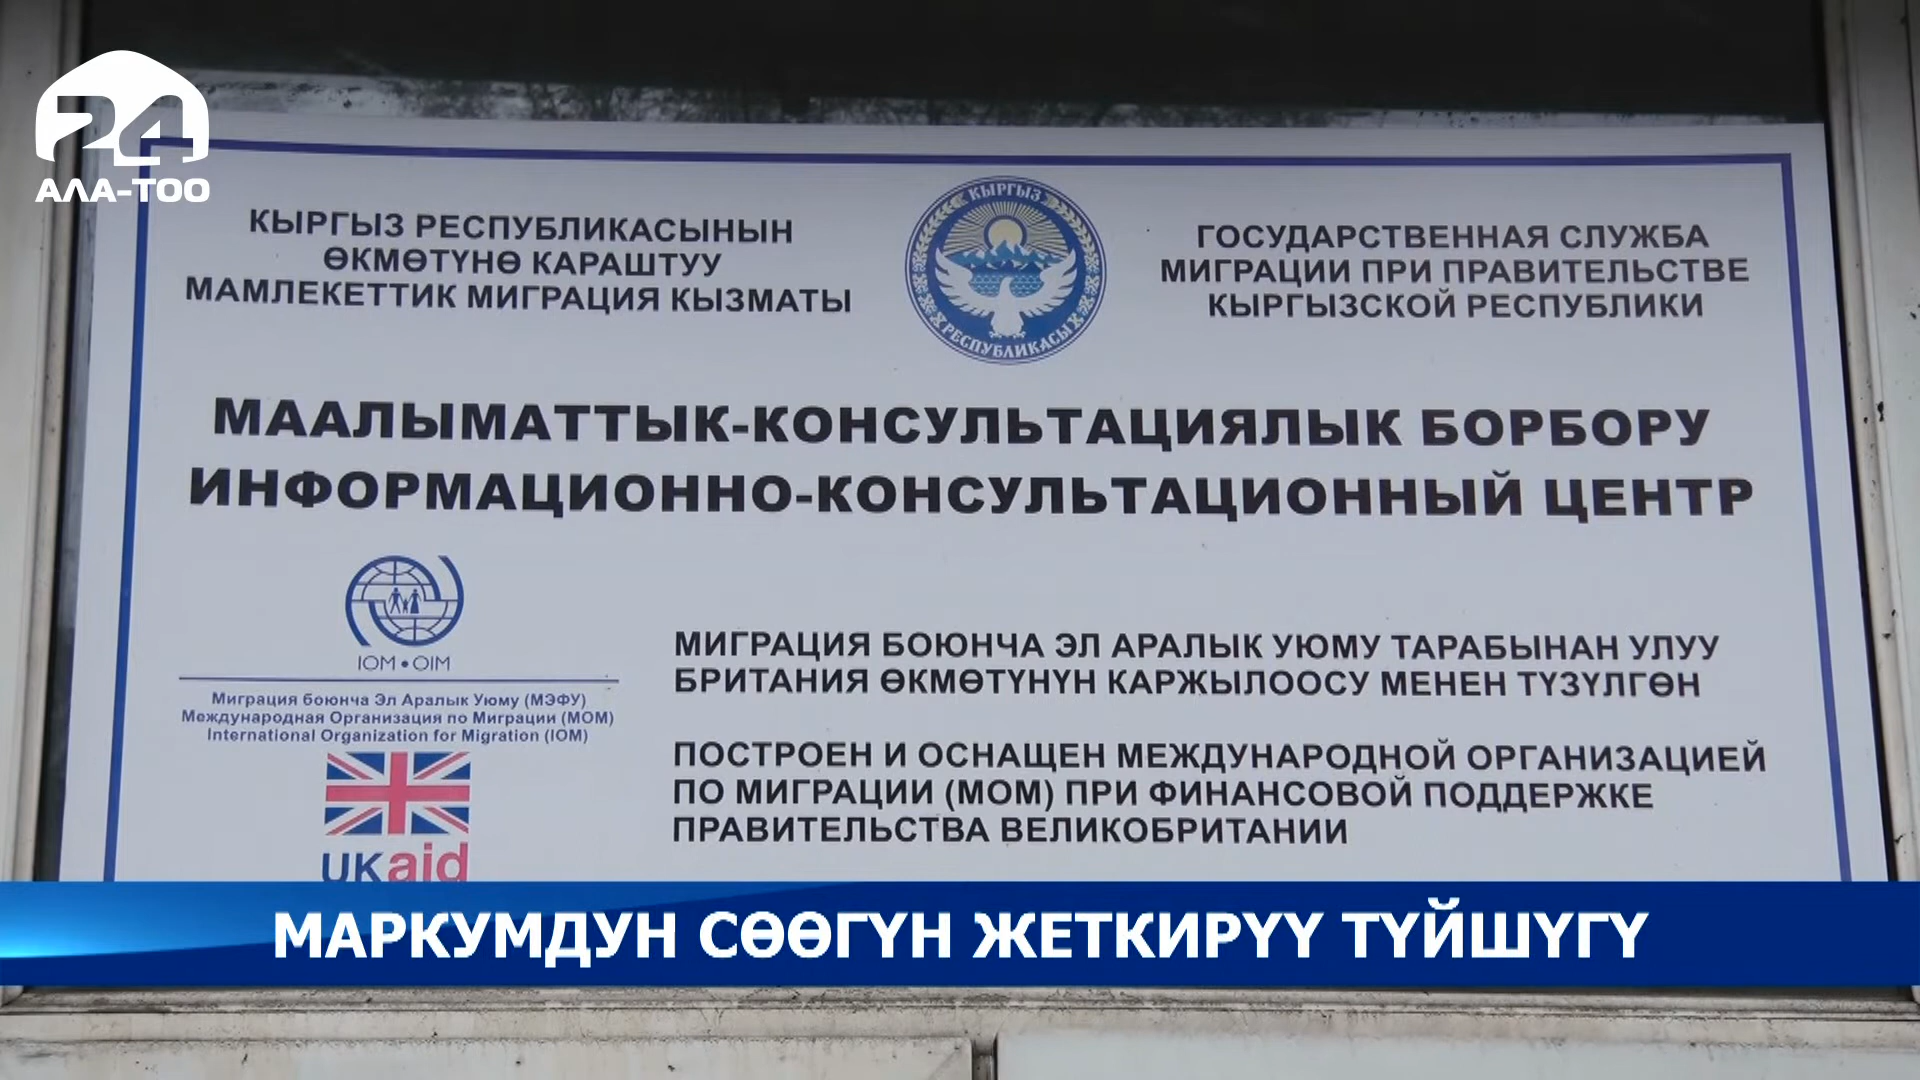 24
АЛА-ТОО
КЫРГЫЗ РЕСПУБЛИКАСЫНЫН
ӨКМӨТҮНӨ КАРАШТУУ
МАМЛЕКЕТТИК МИГРАЦИЯ КЫЗМАТЫ
КЫРГЫЗ
РЕСПУБЛИКАСЫ
ГОСУДАРСТВЕННАЯ СЛУЖБА
МИГРАЦИИ ПРИ ПРАВИТЕЛЬСТВЕ
КЫРГЫЗСКОЙ РЕСПУБЛИКИ
МААЛЫМАТТЫК-КОНСУЛЬТАЦИЯЛЫК БОРБОРУ
ИНФОРМАЦИОННО-КОНСУЛЬТАЦИОННЫЙ ЦЕНТР
IOM • OIM
Миграция боюнча Эл Аралык Уюму (МЭФУ)
Международная Организация по Миграции (МОМ)
International Organization for Migration (IOM)
UKaid
МИГРАЦИЯ БОЮНЧА ЭЛ АРАЛЫК УЮМУ ТАРАБЫНАН УЛУУ
БРИТАНИЯ ӨКМӨТҮНҮН КАРЖЫЛООСУ МЕНЕН ТҮЗҮЛГӨН
ПОСТРОЕН И ОСНАЩЕН МЕЖДУНАРОДНОЙ ОРГАНИЗАЦИЕЙ
ПО МИГРАЦИИ (МОМ) ПРИ ФИНАНСОВОЙ ПОДДЕРЖКЕ
ПРАВИТЕЛЬСТВА ВЕЛИКОБРИТАНИИ
МАРКУМДУН СӨӨГҮН ЖЕТКИРҮҮ ТҮЙШҮГҮ